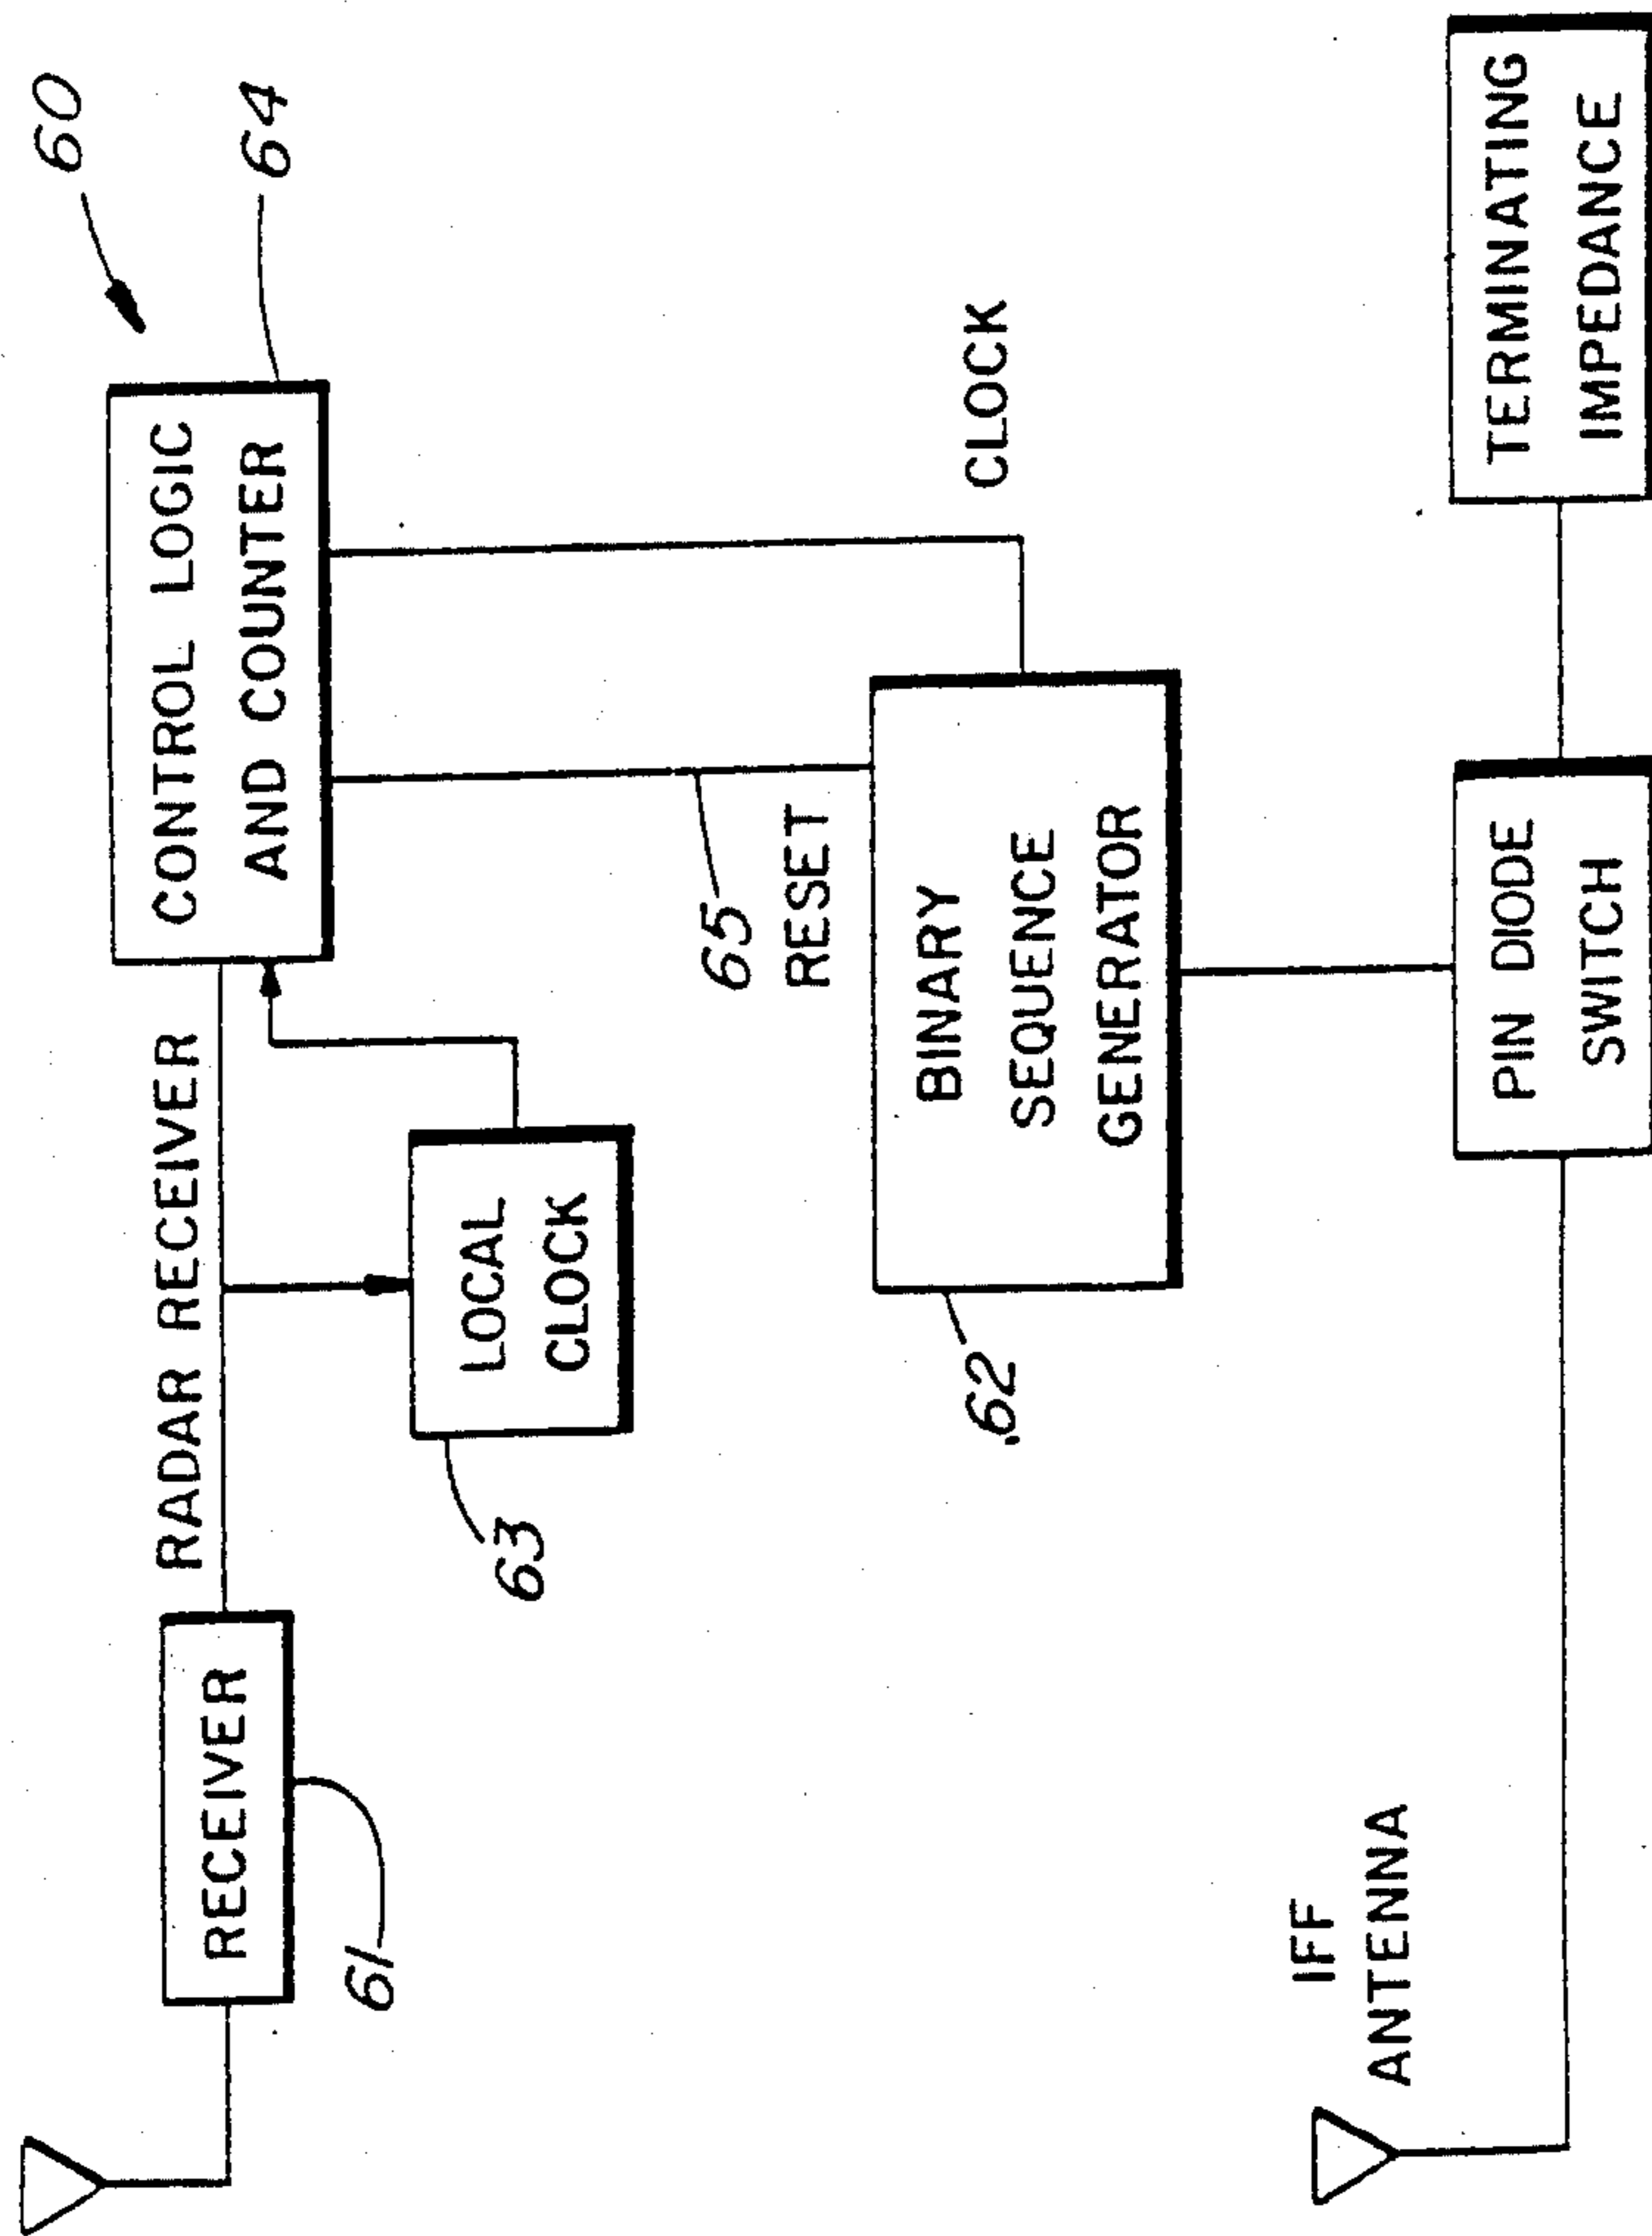 60
CONTROL LOGIC
AND COUNTER
64
RADAR RECEIVER
RECEIVER
61
LOCAL
CLOCK
63
65
RESET
CLOCK
BINARY
SEQUENCE
GENERATOR
62
IFF
ANTENNA
PIN DIODE
SWITCH
TERMINATING
IMPEDANCE